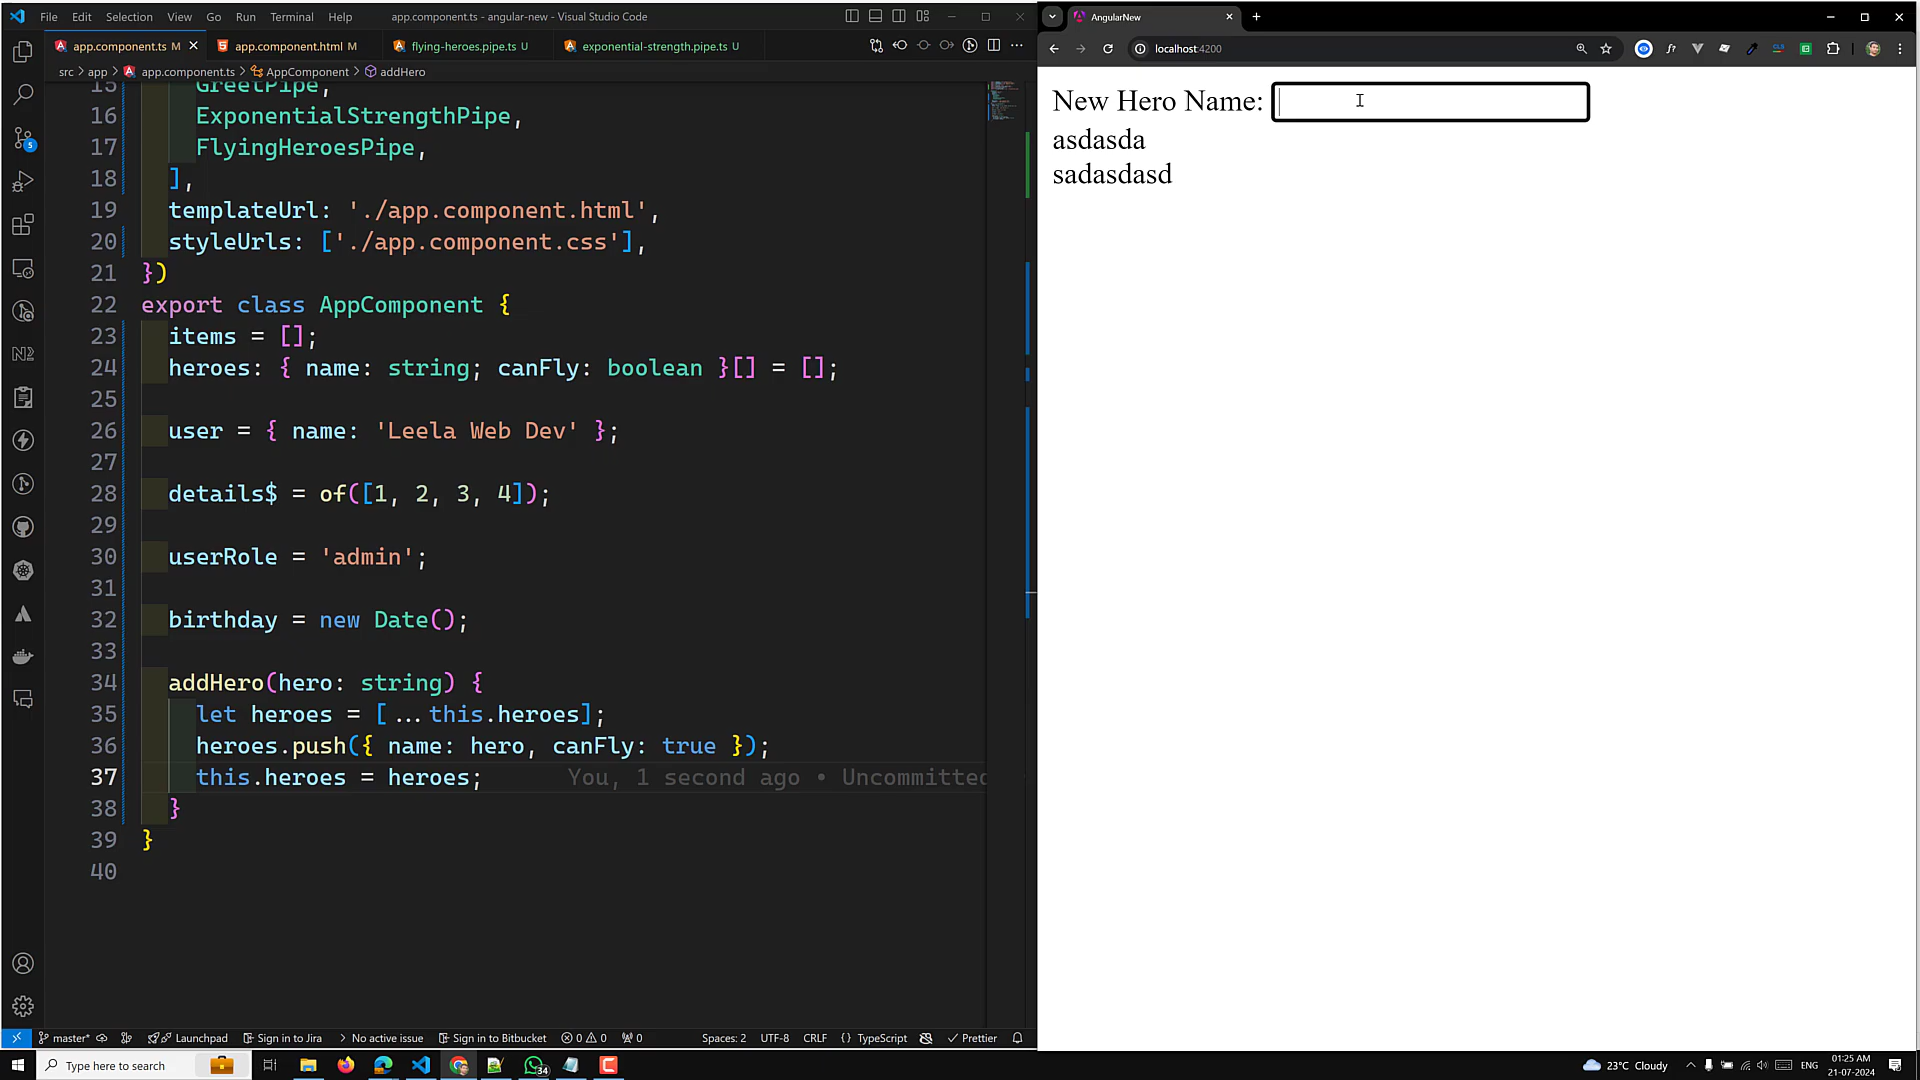 File Edit Selection View Go Run Terminal Help app.component.ts - angular-new - Visual Studio Code
app.component.ts M app.component.html M flying-heroes.pipe.ts U exponential-strength.pipe.ts U
src > app > app.component.ts > AppComponent > addHero
15 GreetPipe,
16 ExponentialStrengthPipe,
17 FlyingHeroesPipe,
18 ],
19 templateUrl: './app.component.html',
20 styleUrls: ['./app.component.css'],
21 })
22 export class AppComponent {
23 items = [];
24 heroes: { name: string; canFly: boolean }[] = [];
25
26 user = { name: 'Leela Web Dev' };
27
28 details$ = of([1, 2, 3, 4]);
29
30 userRole = 'admin';
31
32 birthday = new Date();
33
34 addHero(hero: string) {
35 let heroes = [...this.heroes];
36 heroes.push({ name: hero, canFly: true });
37 this.heroes = heroes; You, 1 second ago • Uncommitted
38 }
39 }
40
5
master* Launchpad Sign in to Jira No active issue Sign in to Bitbucket 0 0 0 Spaces: 2 UTF-8 CRLF {} TypeScript Prettier
AngularNew
localhost:4200
New Hero Name:
asdasda
sadasdasd
Type here to search 34 23°C Cloudy ENG 01:25 AM
21-07-2024